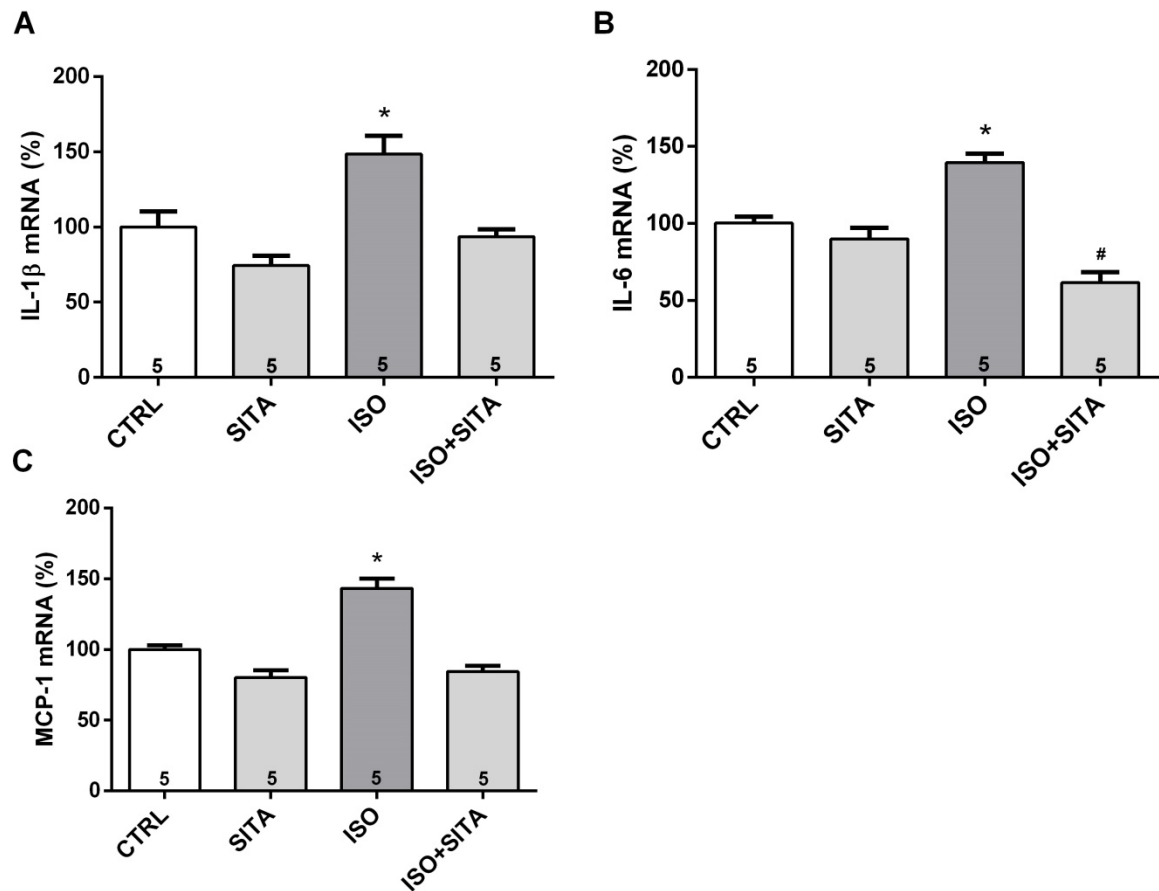 A
IL-1β mRNA (%)
200
150
100
50
0
*
5 5 5 5
CTRL SITA ISO ISO+SITA
B
IL-6 mRNA (%)
200
150
100
50
0
*
#
5 5 5 5
CTRL SITA ISO ISO+SITA
C
MCP-1 mRNA (%)
200
150
100
50
0
*
5 5 5 5
CTRL SITA ISO ISO+SITA